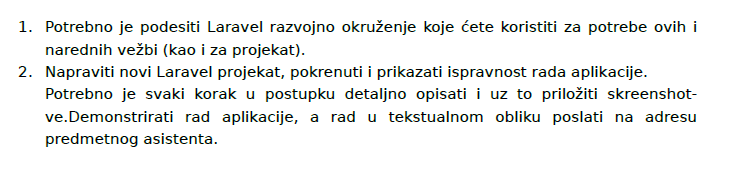 1. Potrebno je podesiti Laravel razvojno okruženje koje ćete koristiti za potrebe ovih i
narednih vežbi (kao i za projekat).
2. Napraviti novi Laravel projekat, pokrenuti i prikazati ispravnost rada aplikacije.
Potrebno je svaki korak u postupku detaljno opisati i uz to priložiti skreenshot-
ve.Demonstrirati rad aplikacije, a rad u tekstualnom obliku poslati na adresu
predmetnog asistenta.